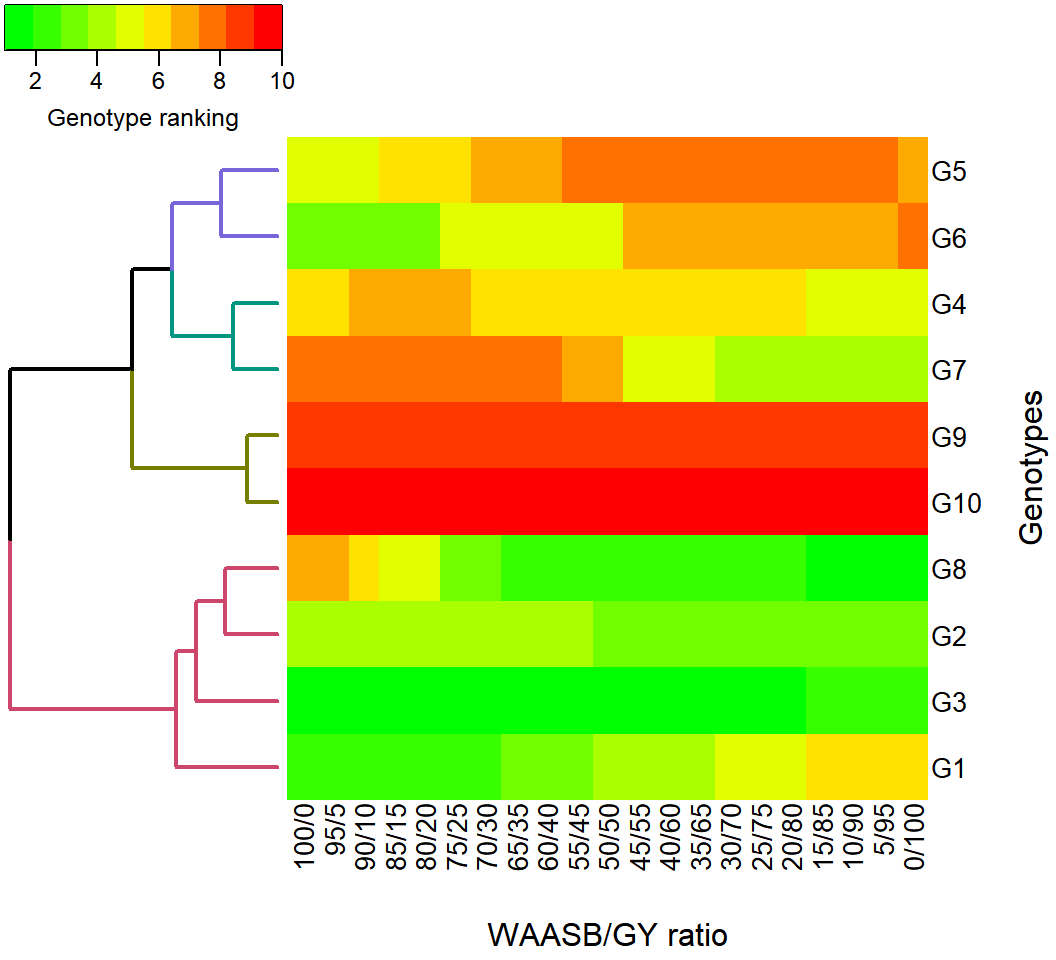 2 4 6 8 10
Genotype ranking
G5
G6
G4
G7
G9
G10
G8
G2
G3
G1
Genotypes
100/0 95/5 90/10 85/15 80/20 75/25 70/30 65/35 60/40 55/45 50/50 45/55 40/60 35/65 30/70 25/75 20/80 15/85 10/90 5/95 0/100
WAASB/GY ratio